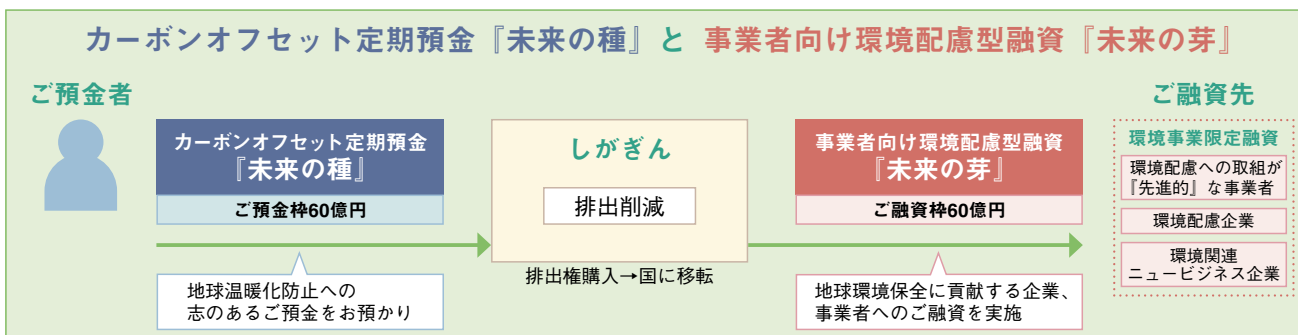 カーボンオフセット定期預金『未来の種』と 事業者向け環境配慮型融資『未来の芽』
ご預金者
カーボンオフセット定期預金
『未来の種』
ご預金枠60億円
地球温暖化防止への
志のあるご預金をお預かり
しがぎん
排出削減
排出権購入→国に移転
事業者向け環境配慮型融資
『未来の芽』
ご融資枠60億円
地球環境保全に貢献する企業、
事業者へのご融資を実施
ご融資先
環境事業限定融資
環境配慮への取組が
『先進的』な事業者
環境配慮企業
環境関連
ニュービジネス企業